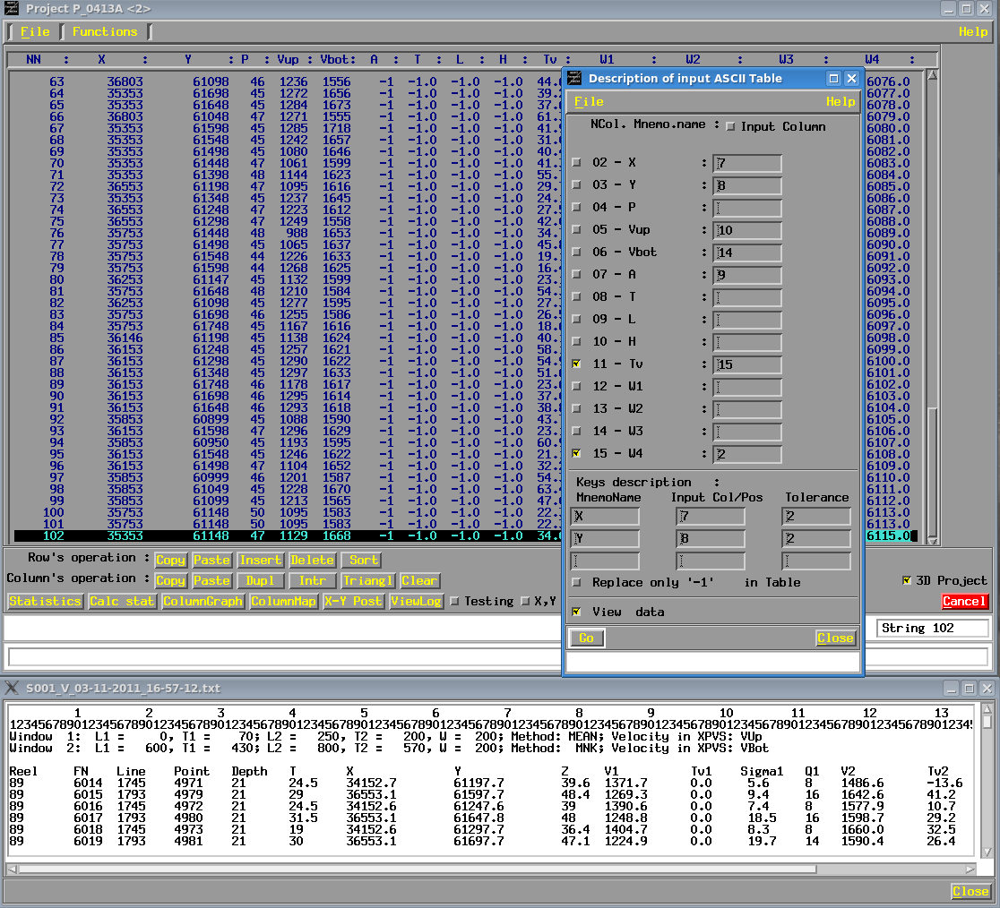 Project P_0413A <2>
File Functions Help
NN : X : Y : P : Vup : Vbot: A : T : L : H : Tv : W1 : W2 : W3 : W4 :
63 36803 61098 46 1236 1556 -1 -1.0 -1.0 -1.0 44. 6076.0
64 35353 61698 45 1272 1656 -1 -1.0 -1.0 -1.0 39. 6077.0
65 35353 61648 45 1284 1673 -1 -1.0 -1.0 -1.0 37. 6078.0
66 36803 61048 47 1271 1555 -1 -1.0 -1.0 -1.0 61. 6079.0
67 35353 61598 45 1285 1718 -1 -1.0 -1.0 -1.0 41. 6080.0
68 35353 61548 45 1242 1657 -1 -1.0 -1.0 -1.0 31. 6081.0
69 35353 61498 45 1080 1646 -1 -1.0 -1.0 -1.0 40. 6082.0
70 35353 61448 47 1061 1599 -1 -1.0 -1.0 -1.0 41. 6083.0
71 35353 61398 48 1144 1623 -1 -1.0 -1.0 -1.0 55. 6084.0
72 36553 61198 47 1095 1616 -1 -1.0 -1.0 -1.0 29. 6085.0
73 35353 61348 45 1237 1645 -1 -1.0 -1.0 -1.0 24. 6086.0
74 36553 61248 47 1223 1612 -1 -1.0 -1.0 -1.0 27. 6087.0
75 35353 61298 47 1249 1558 -1 -1.0 -1.0 -1.0 42. 6088.0
76 35753 61448 48 988 1653 -1 -1.0 -1.0 -1.0 34. 6089.0
77 35753 61498 45 1065 1637 -1 -1.0 -1.0 -1.0 45. 6090.0
78 35753 61548 44 1226 1633 -1 -1.0 -1.0 -1.0 19. 6091.0
79 35753 61598 44 1268 1625 -1 -1.0 -1.0 -1.0 16. 6092.0
80 36253 61147 45 1132 1599 -1 -1.0 -1.0 -1.0 23. 6093.0
81 35753 61648 48 1210 1584 -1 -1.0 -1.0 -1.0 54. 6094.0
82 36253 61098 45 1277 1595 -1 -1.0 -1.0 -1.0 27. 6095.0
83 35753 61698 46 1255 1586 -1 -1.0 -1.0 -1.0 26. 6096.0
84 35753 61748 45 1167 1616 -1 -1.0 -1.0 -1.0 18. 6097.0
85 36146 61198 45 1138 1624 -1 -1.0 -1.0 -1.0 40. 6098.0
86 36153 61248 45 1257 1621 -1 -1.0 -1.0 -1.0 58. 6099.0
87 36153 61298 45 1290 1622 -1 -1.0 -1.0 -1.0 54. 6100.0
88 36153 61348 45 1297 1633 -1 -1.0 -1.0 -1.0 51. 6101.0
89 36153 61748 46 1178 1617 -1 -1.0 -1.0 -1.0 23. 6102.0
90 36153 61698 46 1295 1614 -1 -1.0 -1.0 -1.0 37. 6103.0
91 36153 61648 46 1293 1618 -1 -1.0 -1.0 -1.0 38. 6104.0
92 35853 60899 45 1088 1590 -1 -1.0 -1.0 -1.0 43. 6105.0
93 36153 61598 47 1296 1629 -1 -1.0 -1.0 -1.0 23. 6106.0
94 35853 60950 45 1193 1595 -1 -1.0 -1.0 -1.0 60. 6107.0
95 36153 61548 45 1246 1622 -1 -1.0 -1.0 -1.0 21. 6108.0
96 36153 61498 47 1104 1652 -1 -1.0 -1.0 -1.0 32. 6109.0
97 35853 60999 46 1201 1587 -1 -1.0 -1.0 -1.0 54. 6110.0
98 35853 61049 45 1228 1670 -1 -1.0 -1.0 -1.0 63. 6111.0
99 35853 61099 45 1213 1565 -1 -1.0 -1.0 -1.0 47. 6112.0
100 35753 61148 50 1095 1583 -1 -1.0 -1.0 -1.0 22. 6113.0
101 35753 61148 50 1095 1583 -1 -1.0 -1.0 -1.0 22. 6113.0
102 35353 61148 47 1129 1668 -1 -1.0 -1.0 -1.0 34. 6115.0
Row's operation : Copy Paste Insert Delete Sort
Column's operation : Copy Paste Dupl Intr Triangl Clear
3D Project
Statistics Calc stat ColumnGraph ColumnMap X-Y Post ViewLog Testing X,Y
Cancel
String 102
Description of input ASCII Table
File Help
NCol. Mnemo.name : Input Column
02 - X : 7
03 - Y : 8
04 - P :
05 - Vup : 10
06 - Vbot : 14
07 - A : 9
08 - T :
09 - L :
10 - H :
11 - Tv : 15
12 - W1 :
13 - W2 :
14 - W3 :
15 - W4 : 2
Keys description :
MnemoName Input Col/Pos Tolerance
X 7 2
Y 8 2
Replace only '-1' in Table
View data
Go Close
S001_V_03-11-2011_16-57-12.txt
1 2 3 4 5 6 7 8 9 10 11 12 13
123456789012345678901234567890123456789012345678901234567890123456789012345678901234567890123456789012345678901234567890123456789012345
Window 1: L1 = 0, T1 = 70; L2 = 250, T2 = 200, W = 200; Method: MEAN; Velocity in XPVS: VUp
Window 2: L1 = 600, T1 = 430; L2 = 800, T2 = 570, W = 200; Method: MNK; Velocity in XPVS: VBot
Reel FN Line Point Depth T X Y Z V1 Tv1 Sigma1 Q1 V2 Tv2
89 6014 1745 4971 21 24.5 34152.7 61197.7 39.6 1371.7 0.0 5.6 8 1486.6 -13.6
89 6015 1793 4979 21 29 36553.1 61597.7 48.4 1269.3 0.0 9.4 16 1642.6 41.2
89 6016 1745 4972 21 24.5 34152.6 61247.6 39 1390.6 0.0 7.4 8 1577.9 10.7
89 6017 1793 4980 21 31.5 36553.1 61647.8 48 1248.8 0.0 18.5 16 1598.7 29.2
89 6018 1745 4973 21 19 34152.6 61297.7 36.4 1404.7 0.0 8.3 8 1660.0 32.5
89 6019 1793 4981 21 30 36553.1 61697.7 47.1 1224.9 0.0 19.7 14 1590.4 26.4
Close